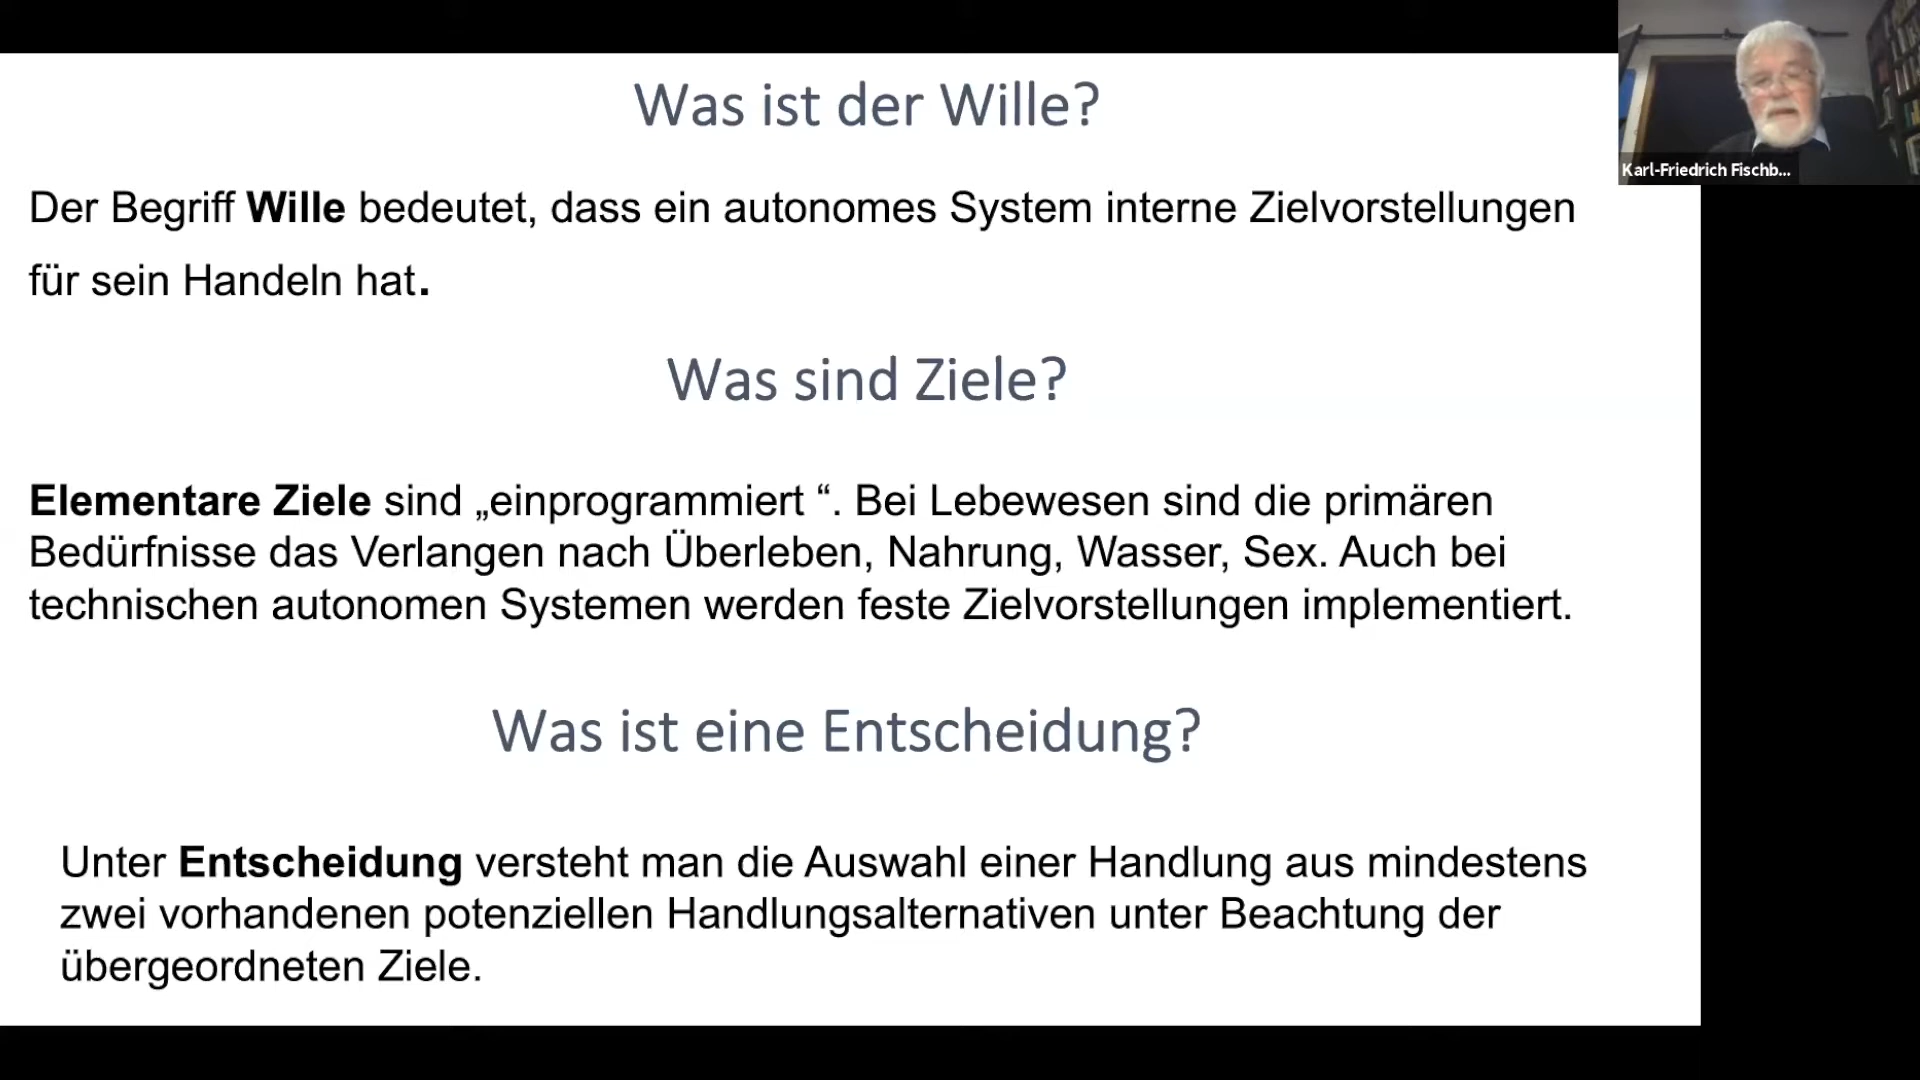 Was ist der Wille?
Karl-Friedrich Fischb...
Der Begriff Wille bedeutet, dass ein autonomes System interne Zielvorstellungen
für sein Handeln hat.
Was sind Ziele?
Elementare Ziele sind „einprogrammiert “. Bei Lebewesen sind die primären
Bedürfnisse das Verlangen nach Überleben, Nahrung, Wasser, Sex. Auch bei
technischen autonomen Systemen werden feste Zielvorstellungen implementiert.
Was ist eine Entscheidung?
Unter Entscheidung versteht man die Auswahl einer Handlung aus mindestens
zwei vorhandenen potenziellen Handlungsalternativen unter Beachtung der
übergeordneten Ziele.